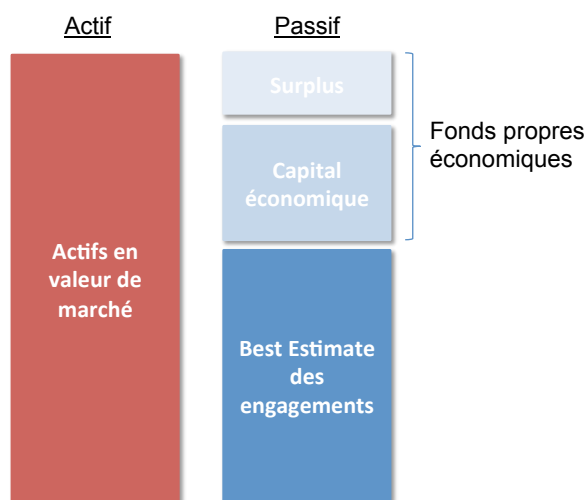 Actif
Passif
Surplus
Capital
économique
Fonds propres
économiques
Actifs en
valeur de
marché
Best Estimate
des
engagements